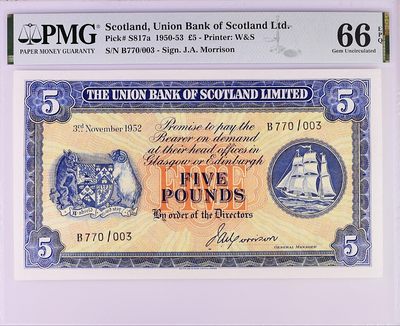 PMG
PAPER MONEY GUARANTY
Scotland, Union Bank of Scotland Ltd.
Pick# S817a 1950-53 £5 - Printer: W&S
S/N B770/003 - Sign. J.A. Morrison
66 EPQ
Gem Uncirculated
5 THE UNION BANK OF SCOTLAND LIMITED 5
3rd November 1952
Promise to pay the
Bearer on demand
at their head offices in
Glasgow or Edinburgh
B770/003
FIVE
FIVE
POUNDS
By order of the Directors
5 B770/003 5
J.A. Morrison
GENERAL MANAGER